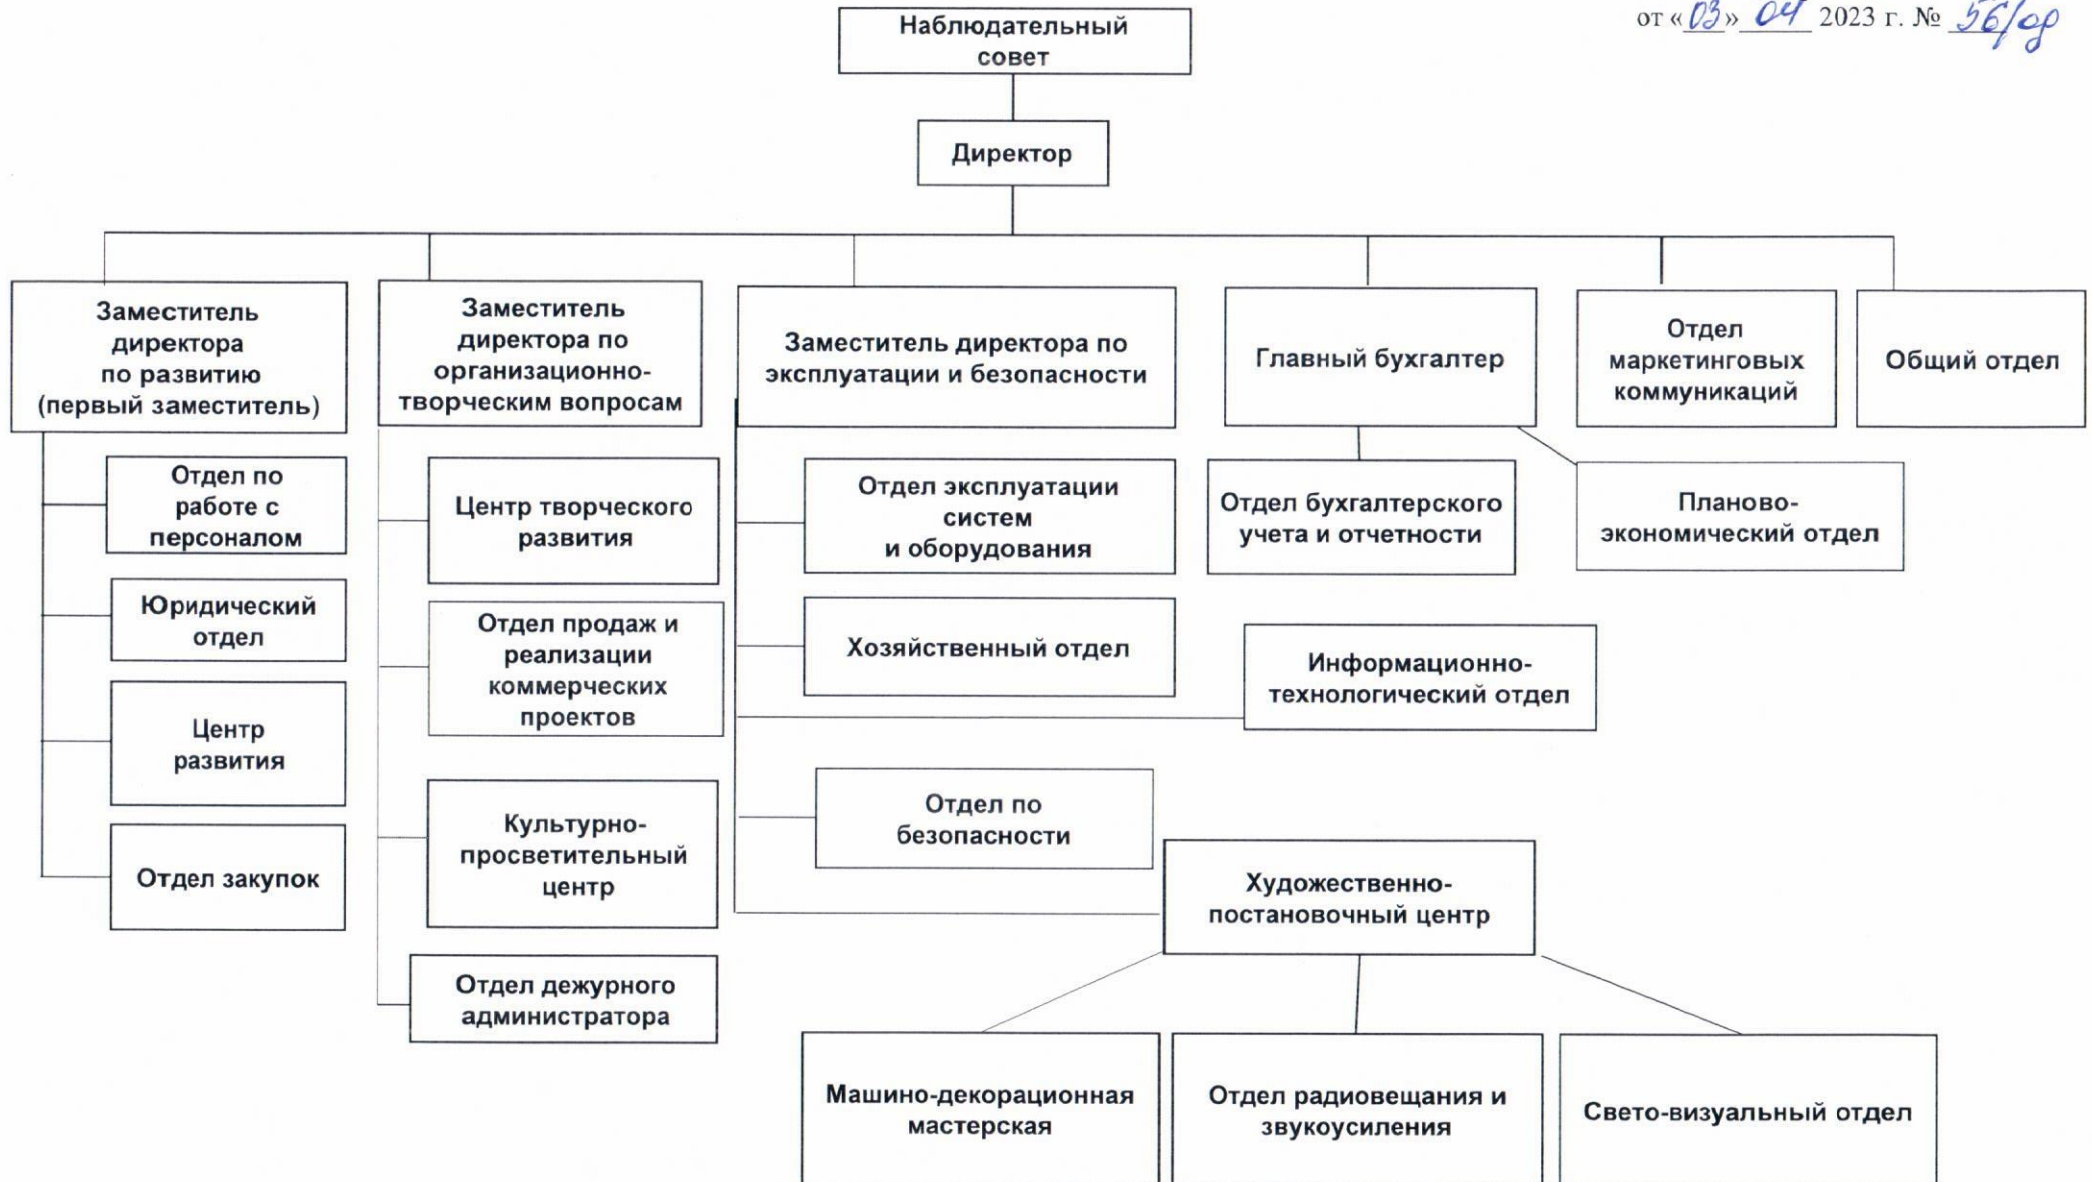 от «03» 04 2023 г. № 56/од
Наблюдательный
совет
Директор
Заместитель
директора
по развитию
(первый заместитель)
Заместитель
директора по
организационно-
творческим вопросам
Заместитель директора по
эксплуатации и безопасности
Главный бухгалтер
Отдел
маркетинговых
коммуникаций
Общий отдел
Отдел по
работе с
персоналом
Юридический
отдел
Центр
развития
Отдел закупок
Центр творческого
развития
Отдел продаж и
реализации
коммерческих
проектов
Культурно-
просветительный
центр
Отдел дежурного
администратора
Отдел эксплуатации
систем
и оборудования
Хозяйственный отдел
Информационно-
технологический отдел
Отдел по
безопасности
Художественно-
постановочный центр
Отдел бухгалтерского
учета и отчетности
Планово-
экономический отдел
Машино-декорационная
мастерская
Отдел радиовещания и
звукоусиления
Свето-визуальный отдел